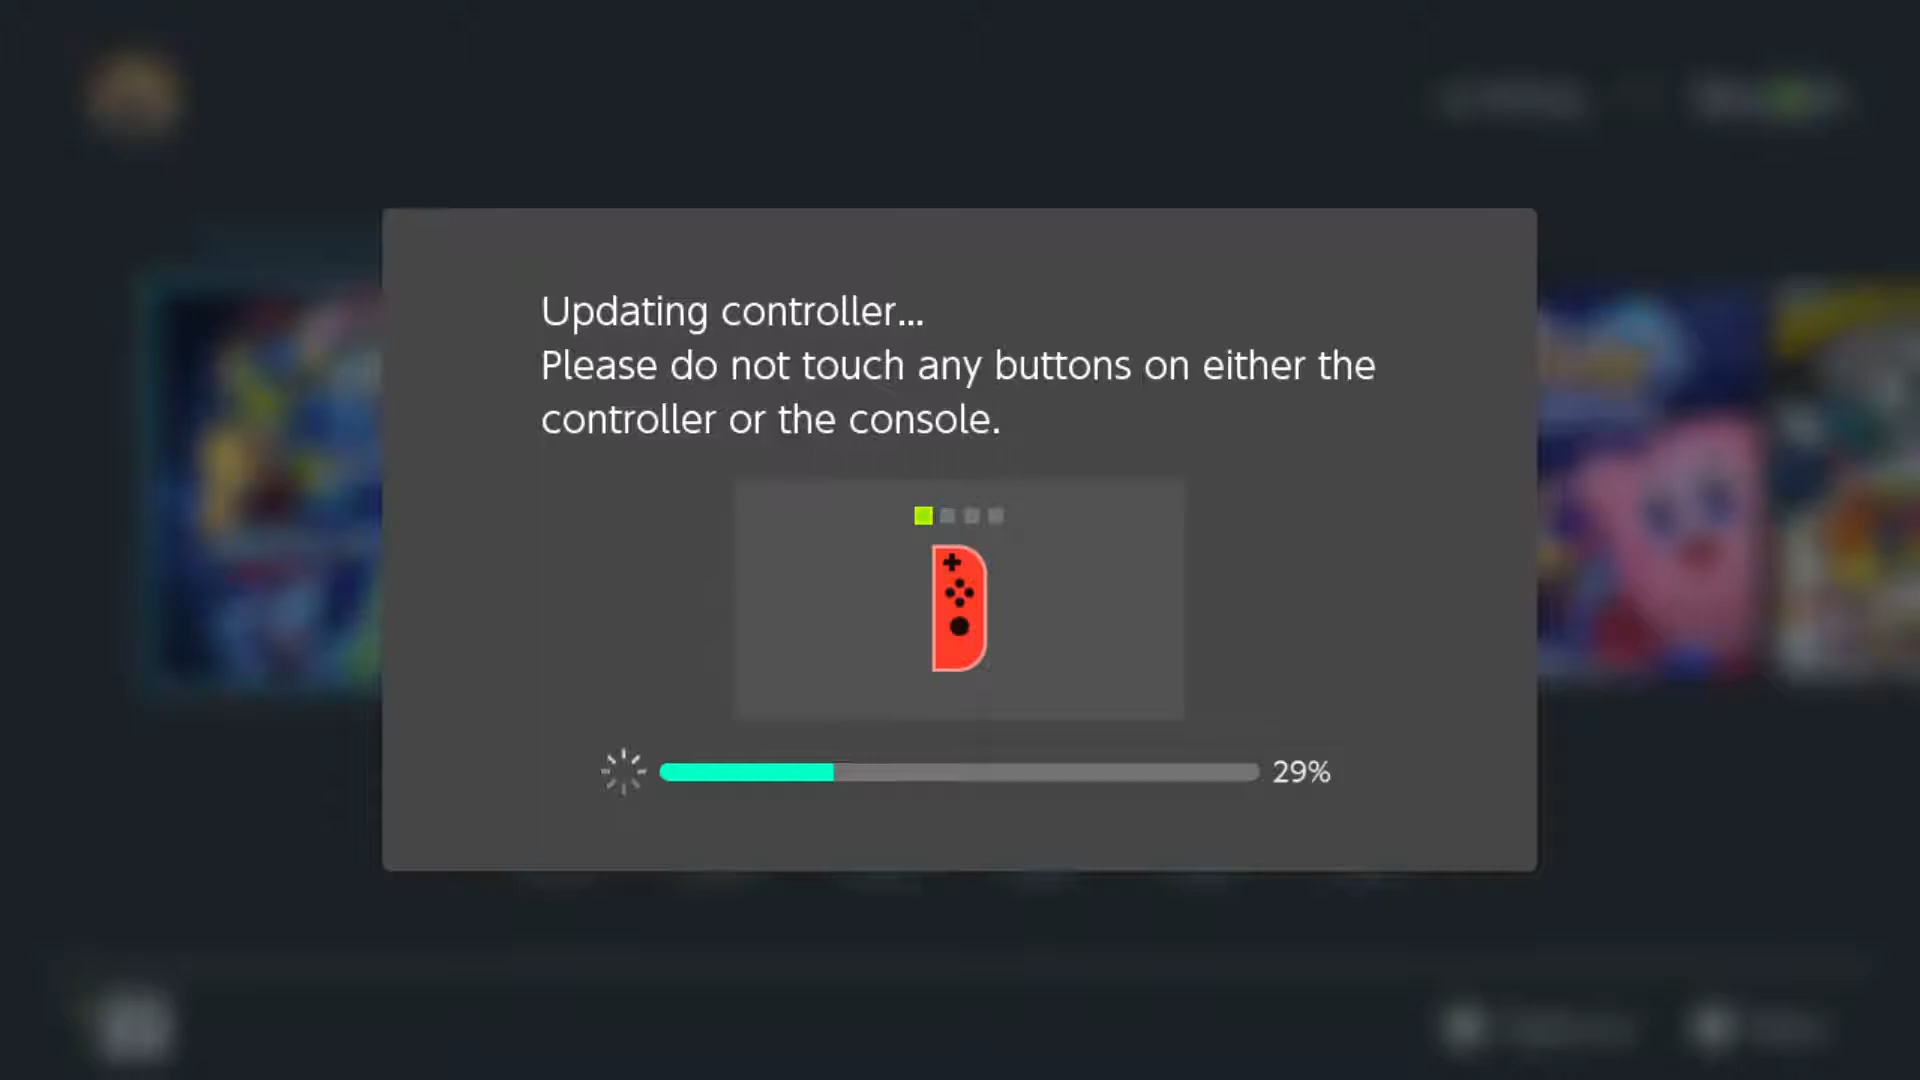 Updating controller...
Please do not touch any buttons on either the
controller or the console.
29%